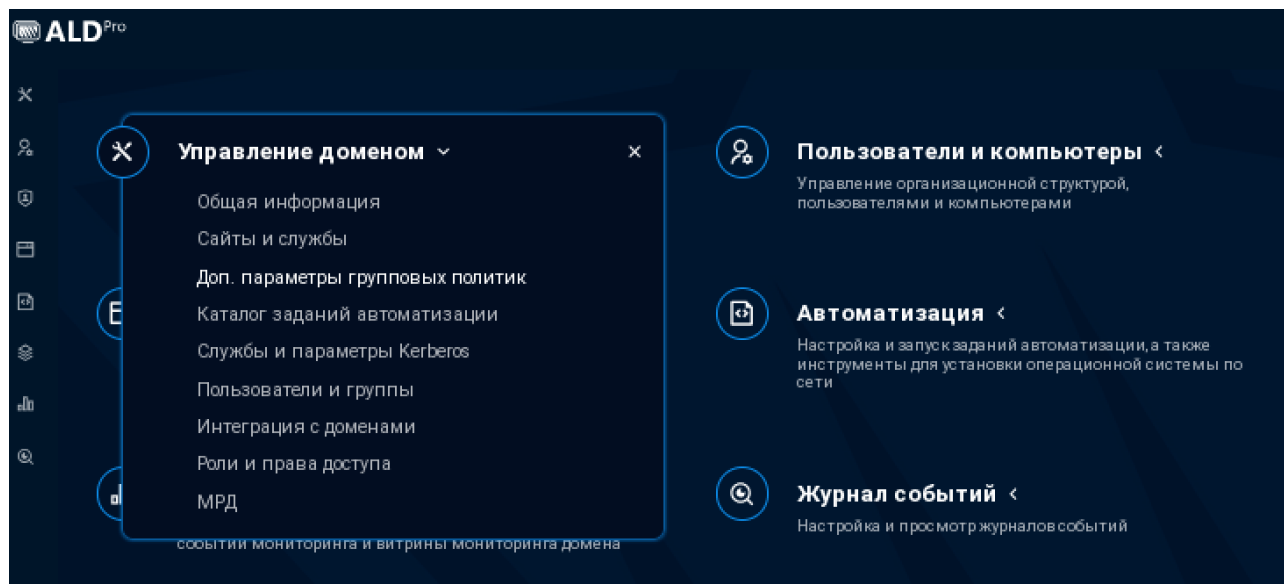 ALD Pro
Управление доменом
Общая информация
Сайты и службы
Доп. параметры групповых политик
Каталог заданий автоматизации
Службы и параметры Kerberos
Пользователи и группы
Интеграция с доменами
Роли и права доступа
МРД
событий мониторинга и витрины мониторинга домена
Пользователи и компьютеры
Управление организационной структурой,
пользователями и компьютерами
Автоматизация
Настройка и запуск заданий автоматизации, а также
инструменты для установки операционной системы по
сети
Журнал событий
Настройка и просмотр журналов событий